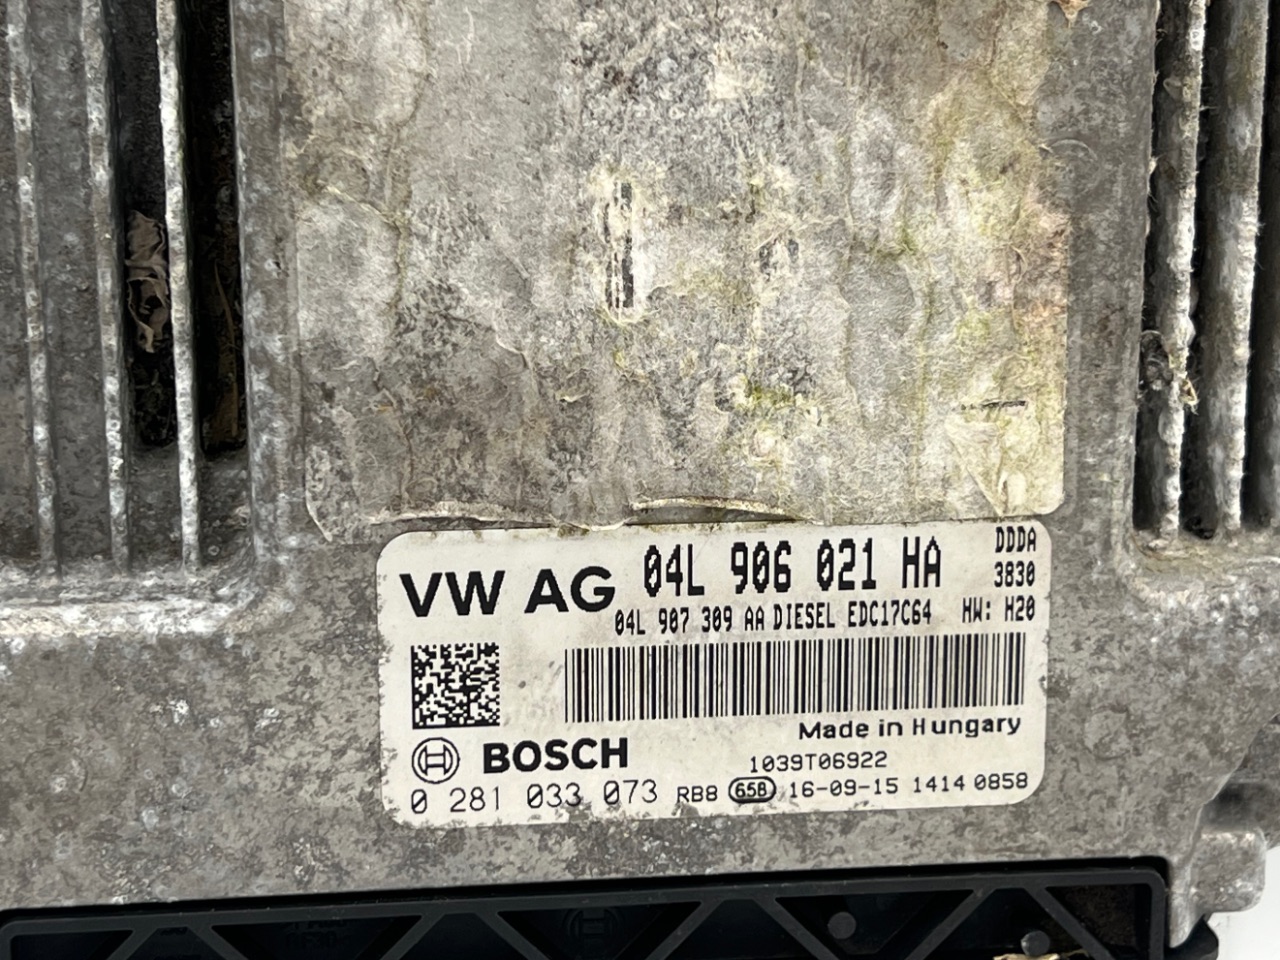 VW AG 04L 906 021 HA DDDA
3830
04L 907 309 AA DIESEL EDC17C64 HW: H20
Made in Hungary
BOSCH 1039T06922
0 281 033 073 RB8 658 16-09-15 1414 0858